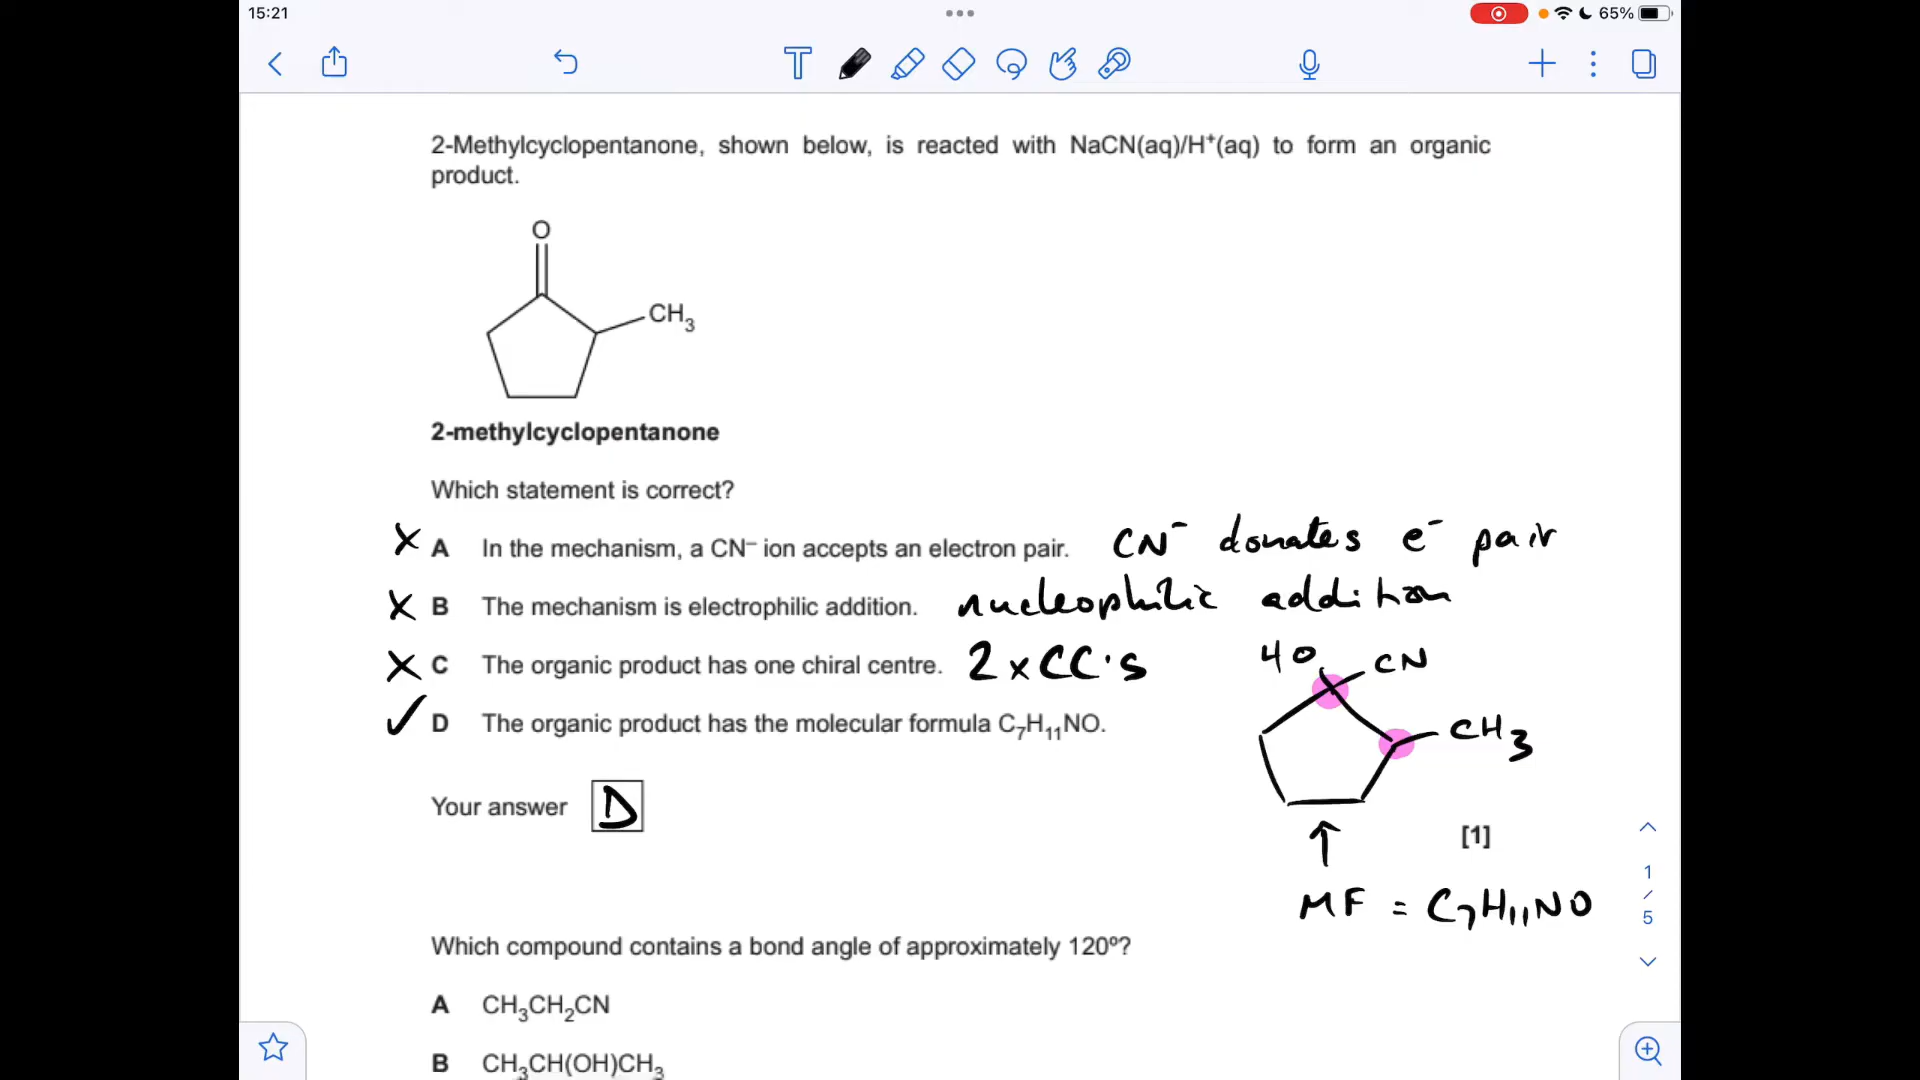 15:21
65%
2-Methylcyclopentanone, shown below, is reacted with NaCN(aq)/H⁺(aq) to form an organic
product.
O
CH₃
2-methylcyclopentanone
Which statement is correct?
X A In the mechanism, a CN⁻ ion accepts an electron pair. CN⁻ donates e⁻ pair
X B The mechanism is electrophilic addition. nucleophilic addition
X C The organic product has one chiral centre. 2xCC's
✓ D The organic product has the molecular formula C₇H₁₁NO.
HO CN
CH₃
Your answer D
[1]
↑
MF = C₇H₁₁NO
1
/
5
Which compound contains a bond angle of approximately 120º?
A CH₃CH₂CN
B CH₃CH(OH)CH₃